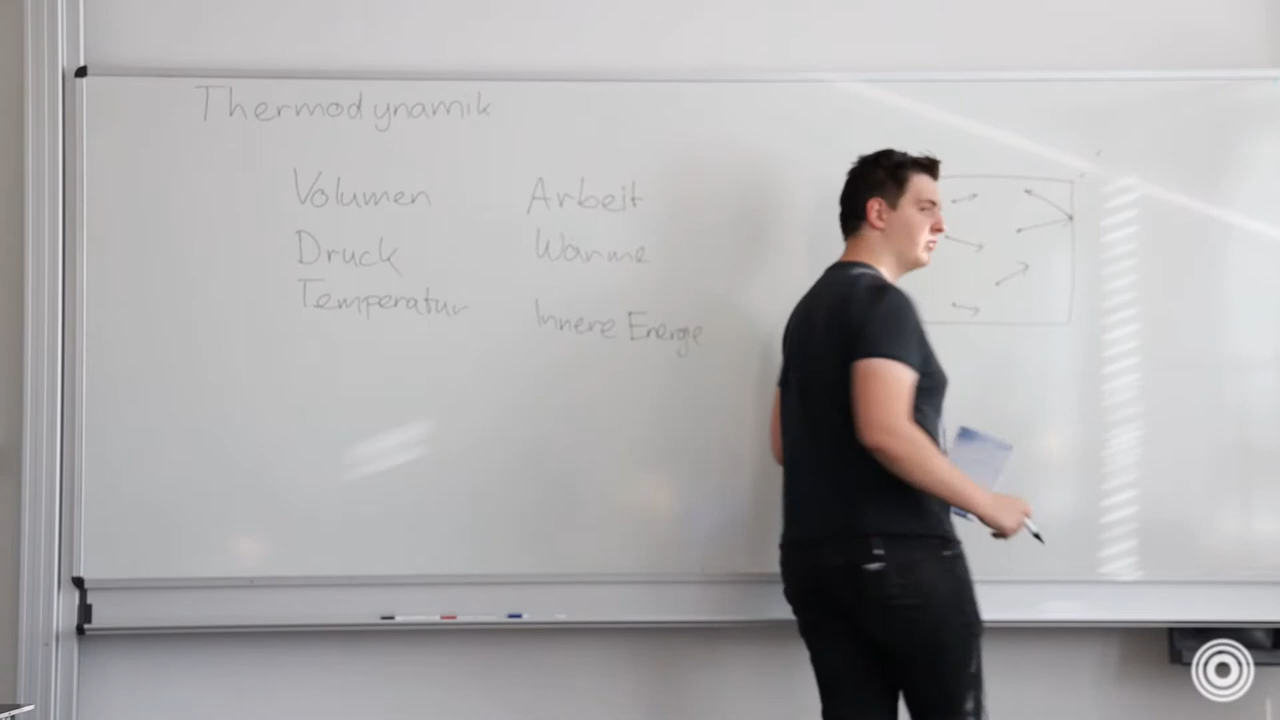 Thermodynamik
Volumen
Druck
Temperatur
Arbeit
Wärme
Innere Energie